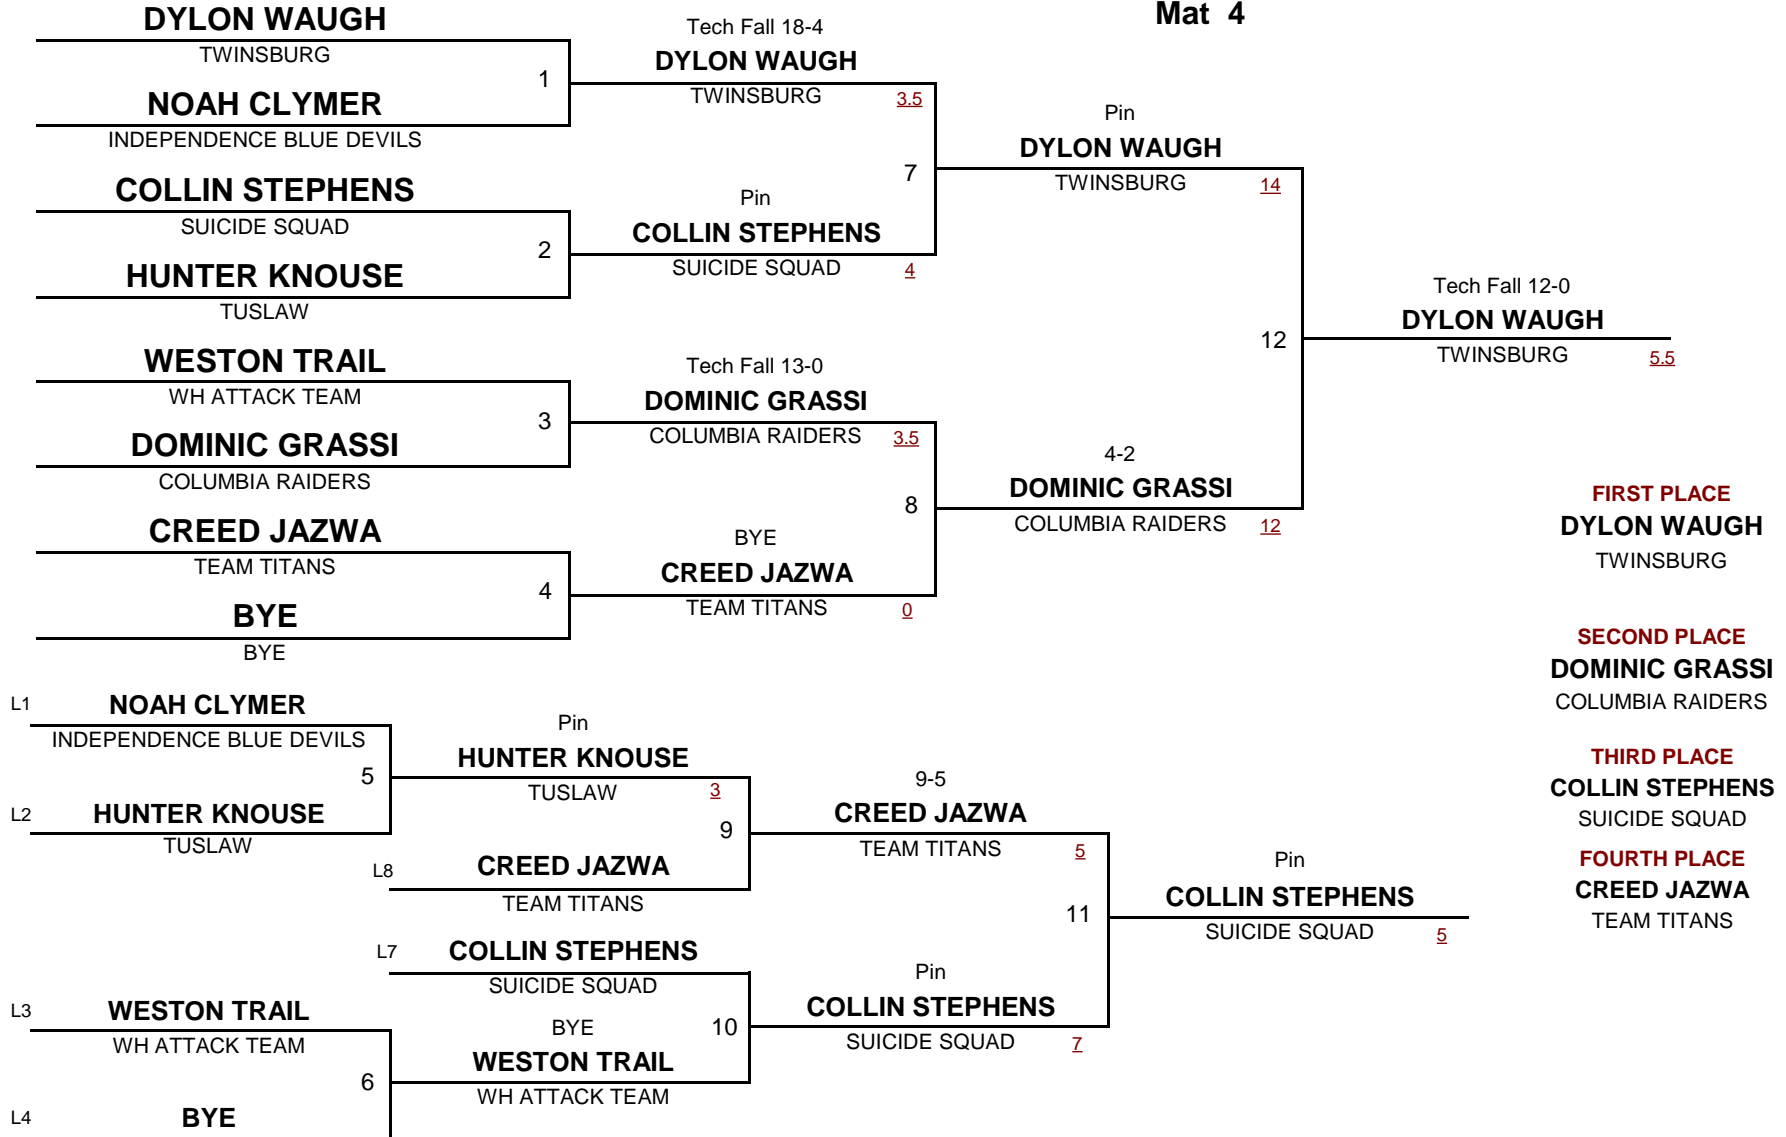 Mat 4
DYLON WAUGH
TWINSBURG
1
NOAH CLYMER
INDEPENDENCE BLUE DEVILS
COLLIN STEPHENS
SUICIDE SQUAD
2
HUNTER KNOUSE
TUSLAW
WESTON TRAIL
WH ATTACK TEAM
3
DOMINIC GRASSI
COLUMBIA RAIDERS
CREED JAZWA
TEAM TITANS
4
BYE
BYE
Tech Fall 18-4
DYLON WAUGH
TWINSBURG 3.5
7
Pin
COLLIN STEPHENS
SUICIDE SQUAD 4
Tech Fall 13-0
DOMINIC GRASSI
COLUMBIA RAIDERS 3.5
8
BYE
CREED JAZWA
TEAM TITANS 0
Pin
DYLON WAUGH
TWINSBURG 14
12
4-2
DOMINIC GRASSI
COLUMBIA RAIDERS 12
Tech Fall 12-0
DYLON WAUGH
TWINSBURG 5.5
FIRST PLACE
DYLON WAUGH
TWINSBURG
SECOND PLACE
DOMINIC GRASSI
COLUMBIA RAIDERS
THIRD PLACE
COLLIN STEPHENS
SUICIDE SQUAD
FOURTH PLACE
CREED JAZWA
TEAM TITANS
L1 NOAH CLYMER
INDEPENDENCE BLUE DEVILS
5
L2 HUNTER KNOUSE
TUSLAW
L3 WESTON TRAIL
WH ATTACK TEAM
6
L4 BYE
Pin
HUNTER KNOUSE
TUSLAW 3
9
L8 CREED JAZWA
TEAM TITANS
L7 COLLIN STEPHENS
SUICIDE SQUAD
10
BYE
WESTON TRAIL
WH ATTACK TEAM
9-5
CREED JAZWA
TEAM TITANS 5
11
Pin
COLLIN STEPHENS
SUICIDE SQUAD 7
Pin
COLLIN STEPHENS
SUICIDE SQUAD 5